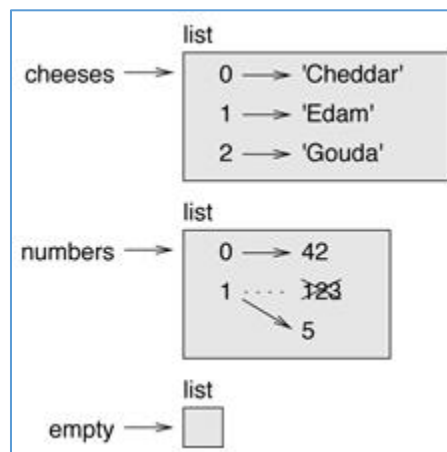 list
cheeses 0 'Cheddar'
1 'Edam'
2 'Gouda'
list
numbers 0 42
1 123
5
list
empty